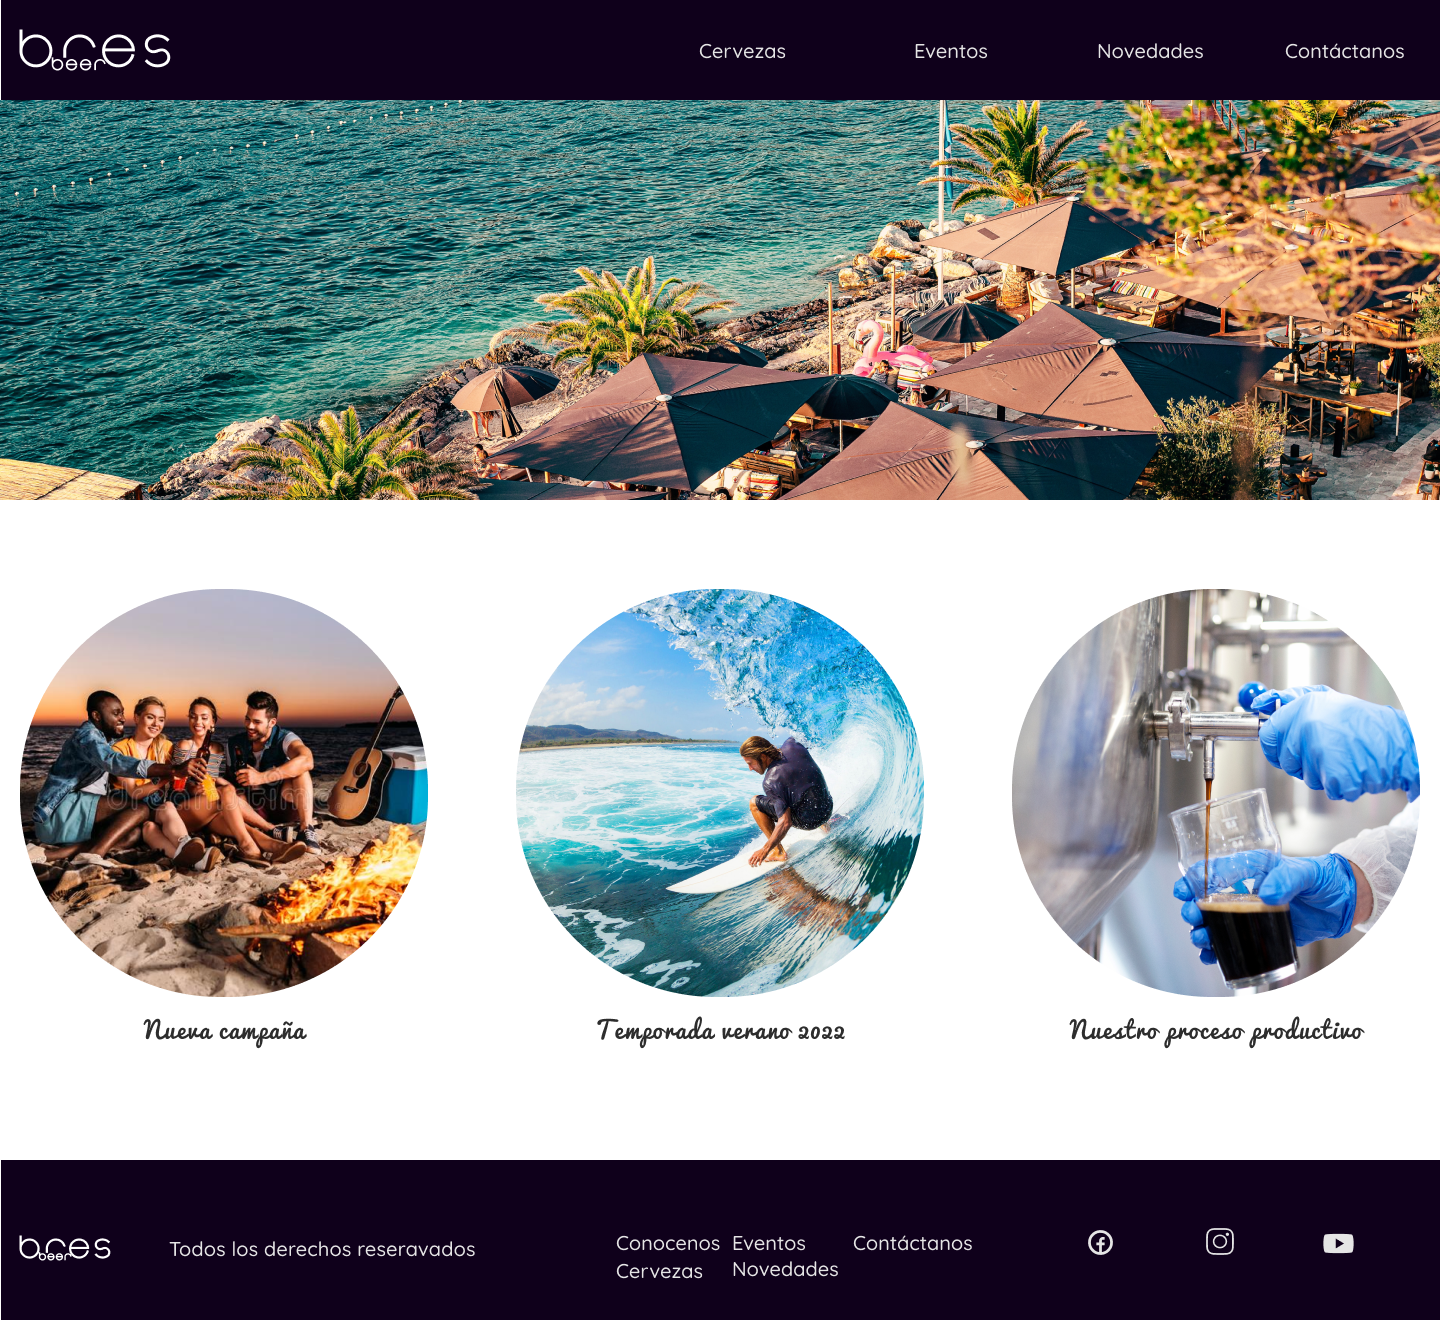 bres
beer
Cervezas Eventos Novedades Contáctanos
dreamstime
Nueva campaña
Temporada verano 2022
Nuestro proceso productivo
bres
beer
Todos los derechos reseravados
Conocenos Eventos Contáctanos
Cervezas Novedades